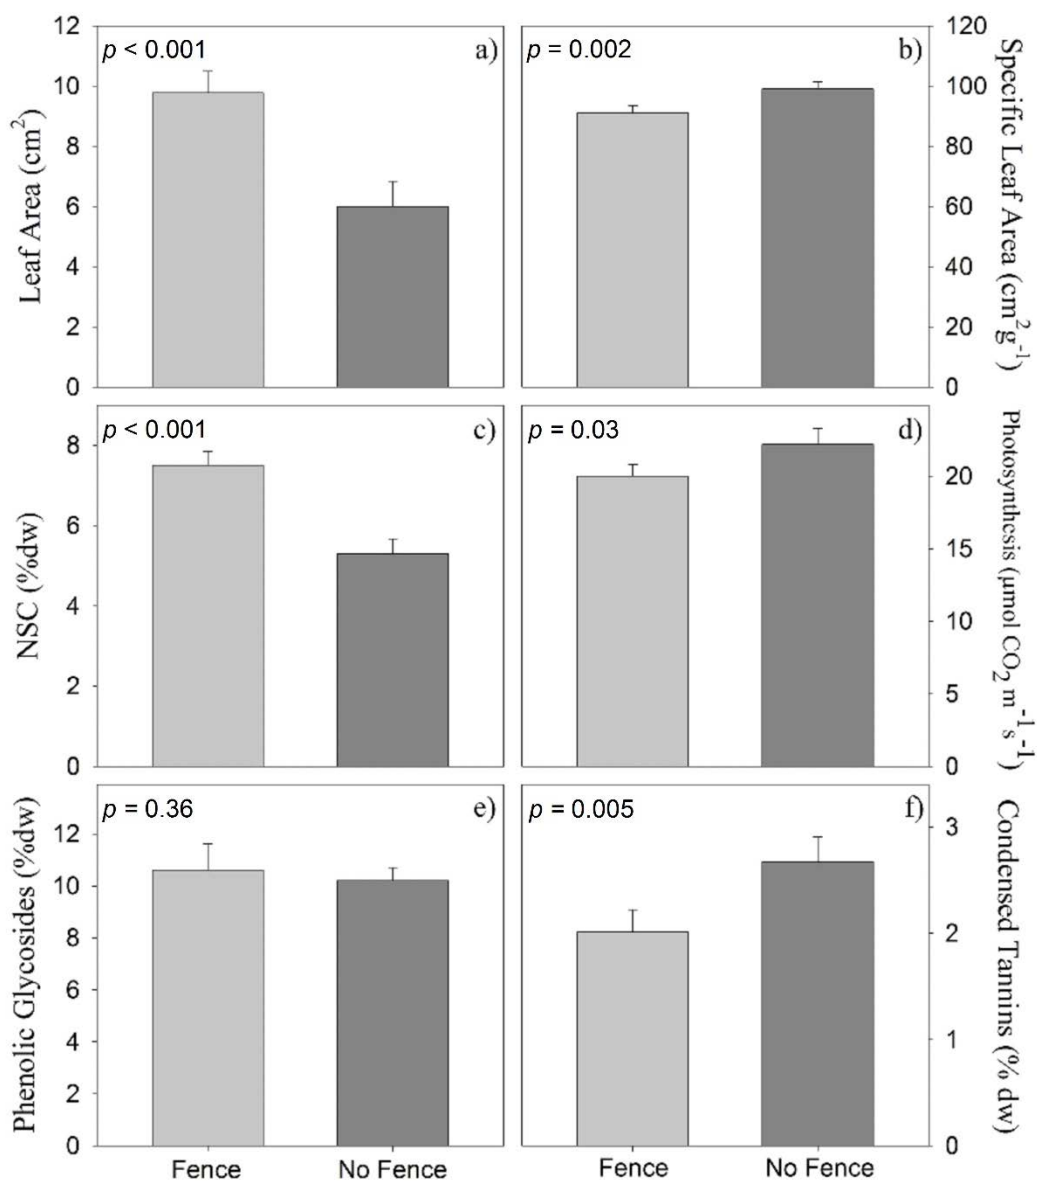 p < 0.001
a)
12
10
8
6
4
2
0
Leaf Area (cm²)
p = 0.002
b)
120
100
80
60
40
20
0
Specific Leaf Area (cm²g⁻¹)
p < 0.001
c)
8
6
4
2
0
NSC (%dw)
p = 0.03
d)
20
15
10
5
0
Photosynthesis (μmol CO₂ m⁻¹s⁻¹)
p = 0.36
e)
12
10
8
6
4
2
0
Phenolic Glycosides (%dw)
Fence
No Fence
p = 0.005
f)
3
2
1
0
Condensed Tannins (% dw)
Fence
No Fence